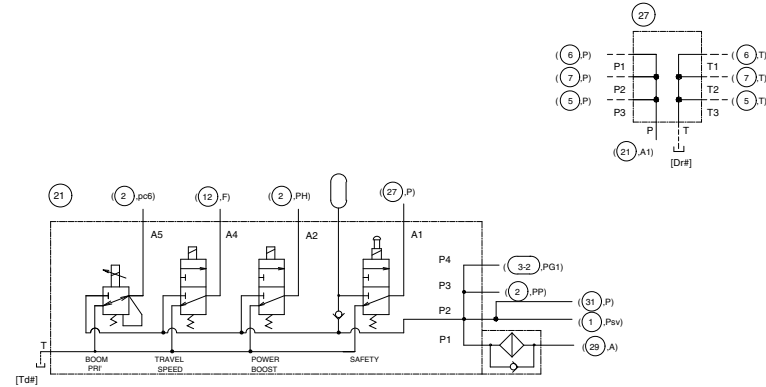 27
( 6 ,P)
( 6 ,T)
P1
T1
( 7 ,P)
( 7 ,T)
P2
T2
( 5 ,P)
( 5 ,T)
P3
T3
P
T
( 21 ,A1)
[Dr#]
21
( 2 ,pc6)
( 12 ,F)
( 2 ,PH)
( 27 ,P)
A5
A4
A2
A1
P4
( 3-2 ,PG1)
P3
( 2 ,PP)
P2
( 31 ,P)
( 1 ,Psv)
P1
( 29 ,A)
T
BOOM
PRI'
TRAVEL
SPEED
POWER
BOOST
SAFETY
[Td#]